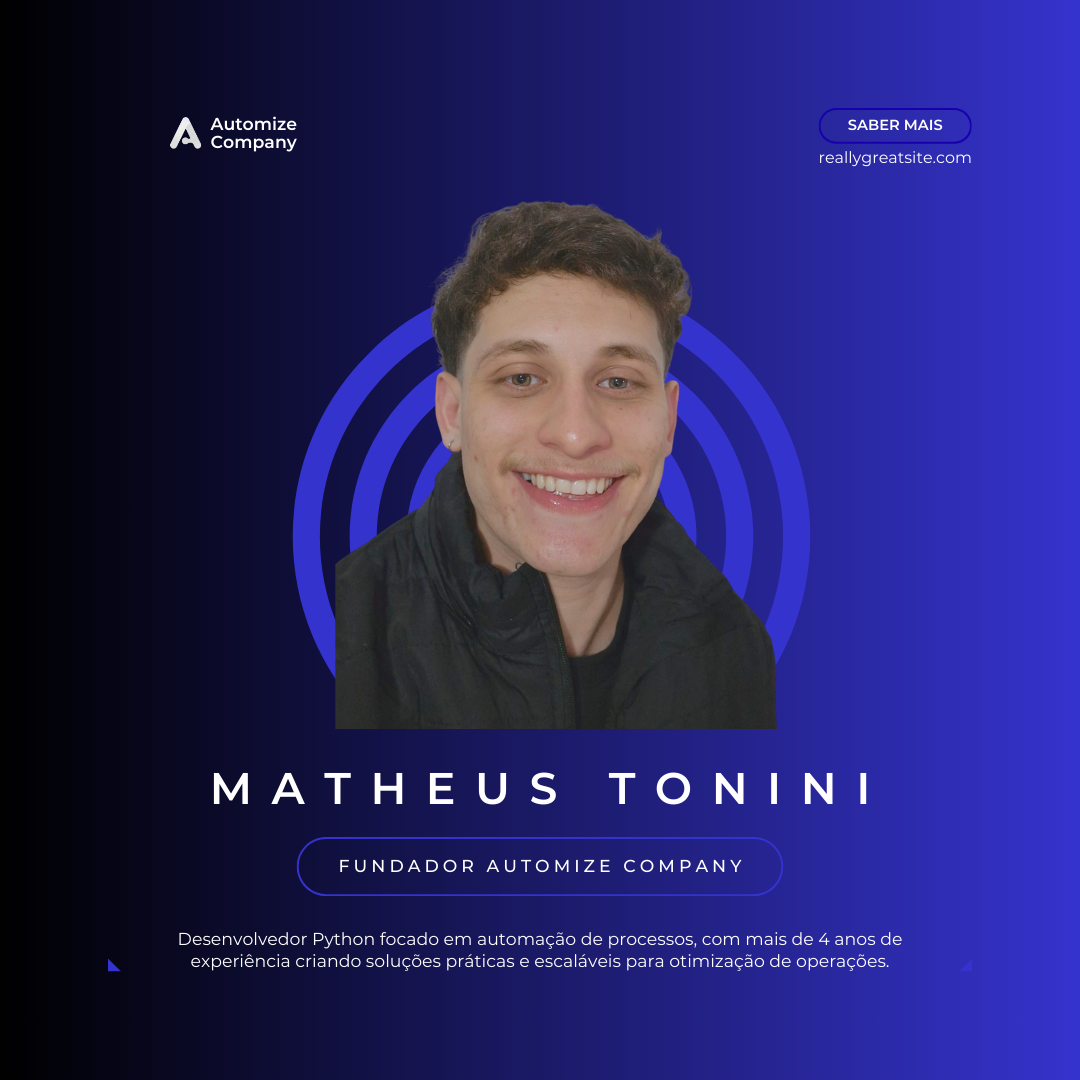 Automize
Company
SABER MAIS
reallygreatsite.com
MATHEUS TONINI
FUNDADOR AUTOMIZE COMPANY
Desenvolvedor Python focado em automação de processos, com mais de 4 anos de
experiência criando soluções práticas e escaláveis para otimização de operações.